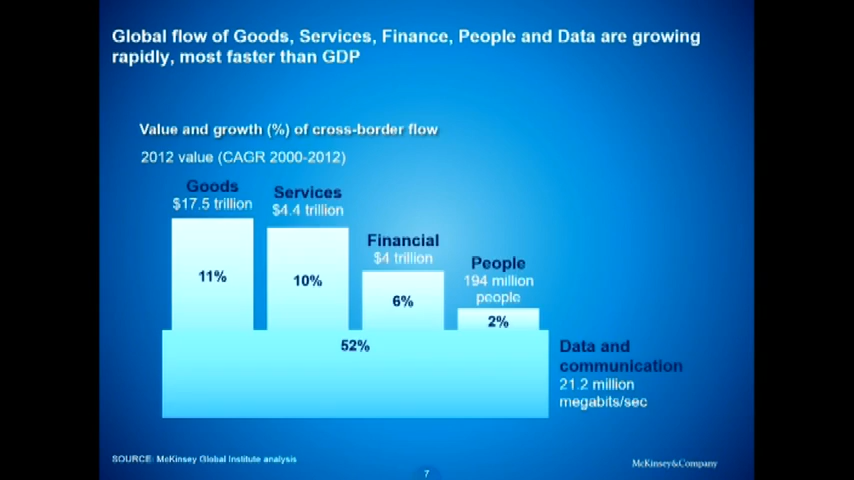 Global flow of Goods, Services, Finance, People and Data are growing
rapidly, most faster than GDP
Value and growth (%) of cross-border flow
2012 value (CAGR 2000-2012)
Goods
$17.5 trillion
11%
Services
$4.4 trillion
10%
Financial
$4 trillion
6%
People
194 million
people
2%
52%
Data and
communication
21.2 million
megabits/sec
SOURCE: McKinsey Global Institute analysis
McKinsey&Company
7